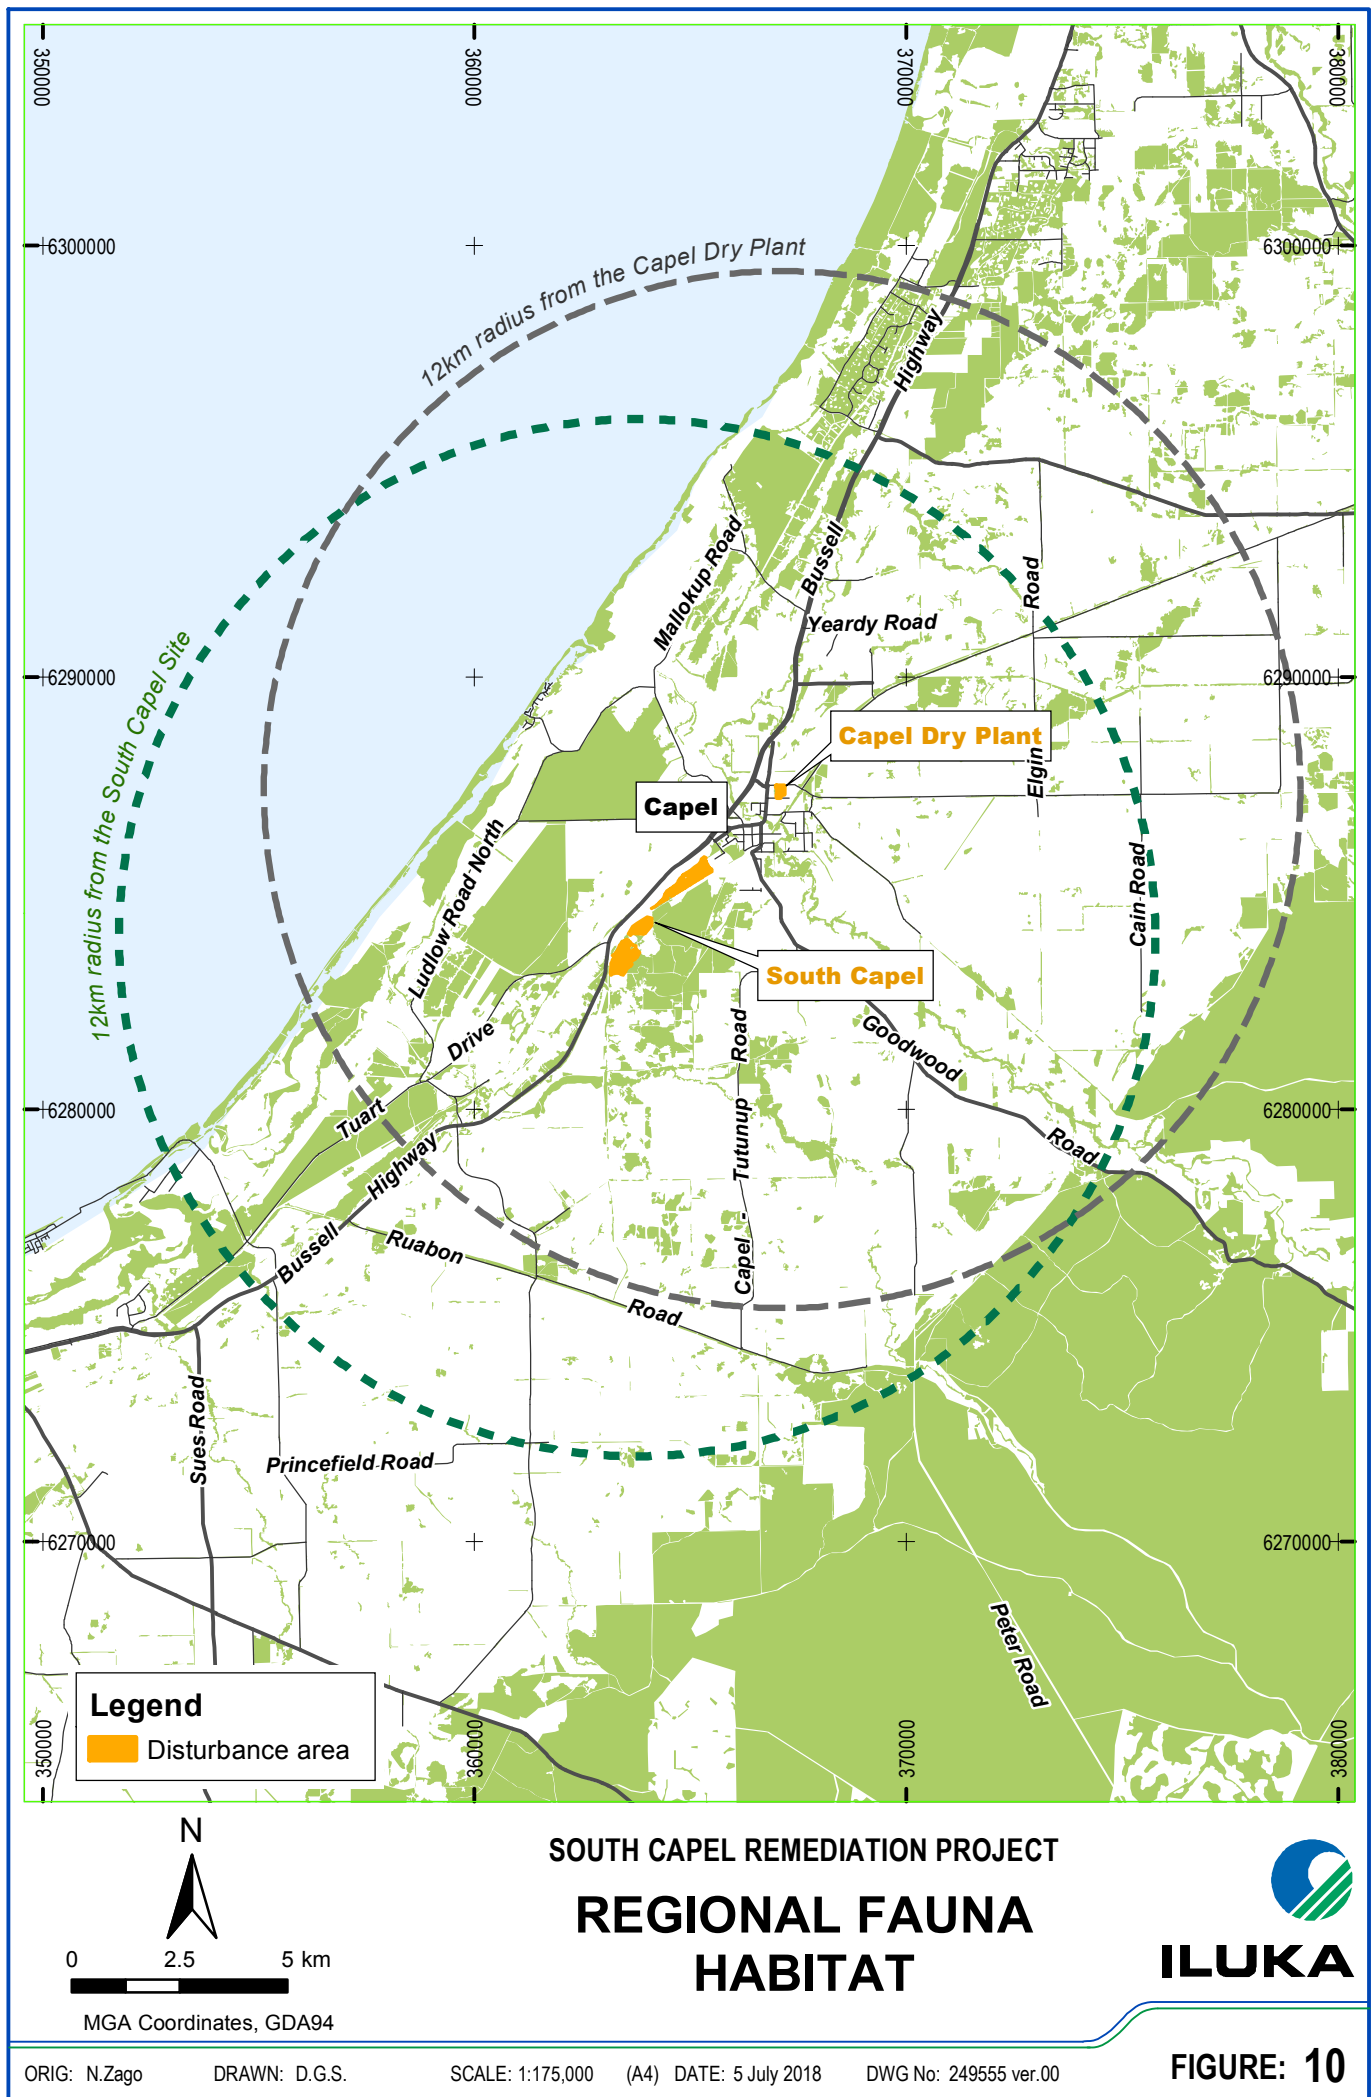 350000
360000
370000
380000
6300000
6300000
12km radius from the Capel Dry Plant
Highway
Mallokup Road
Bussell
Road
Yeardy Road
12km radius from the South Capel Site
6290000
6290000
Capel Dry Plant
Elgin
Capel
Ludlow Road North
Cain Road
South Capel
Drive
Road
Goodwood
6280000
6280000
Tuart
Tutunup
Road
Highway
Bussell
Ruabon
Capel -
Road
Sues Road
Princefield Road
6270000
6270000
Peter Road
Legend
Disturbance area
350000
360000
370000
380000
N
0 2.5 5 km
MGA Coordinates, GDA94
SOUTH CAPEL REMEDIATION PROJECT
REGIONAL FAUNA
HABITAT
ILUKA
ORIG: N.Zago DRAWN: D.G.S. SCALE: 1:175,000 (A4) DATE: 5 July 2018 DWG No: 249555 ver.00
FIGURE: 10